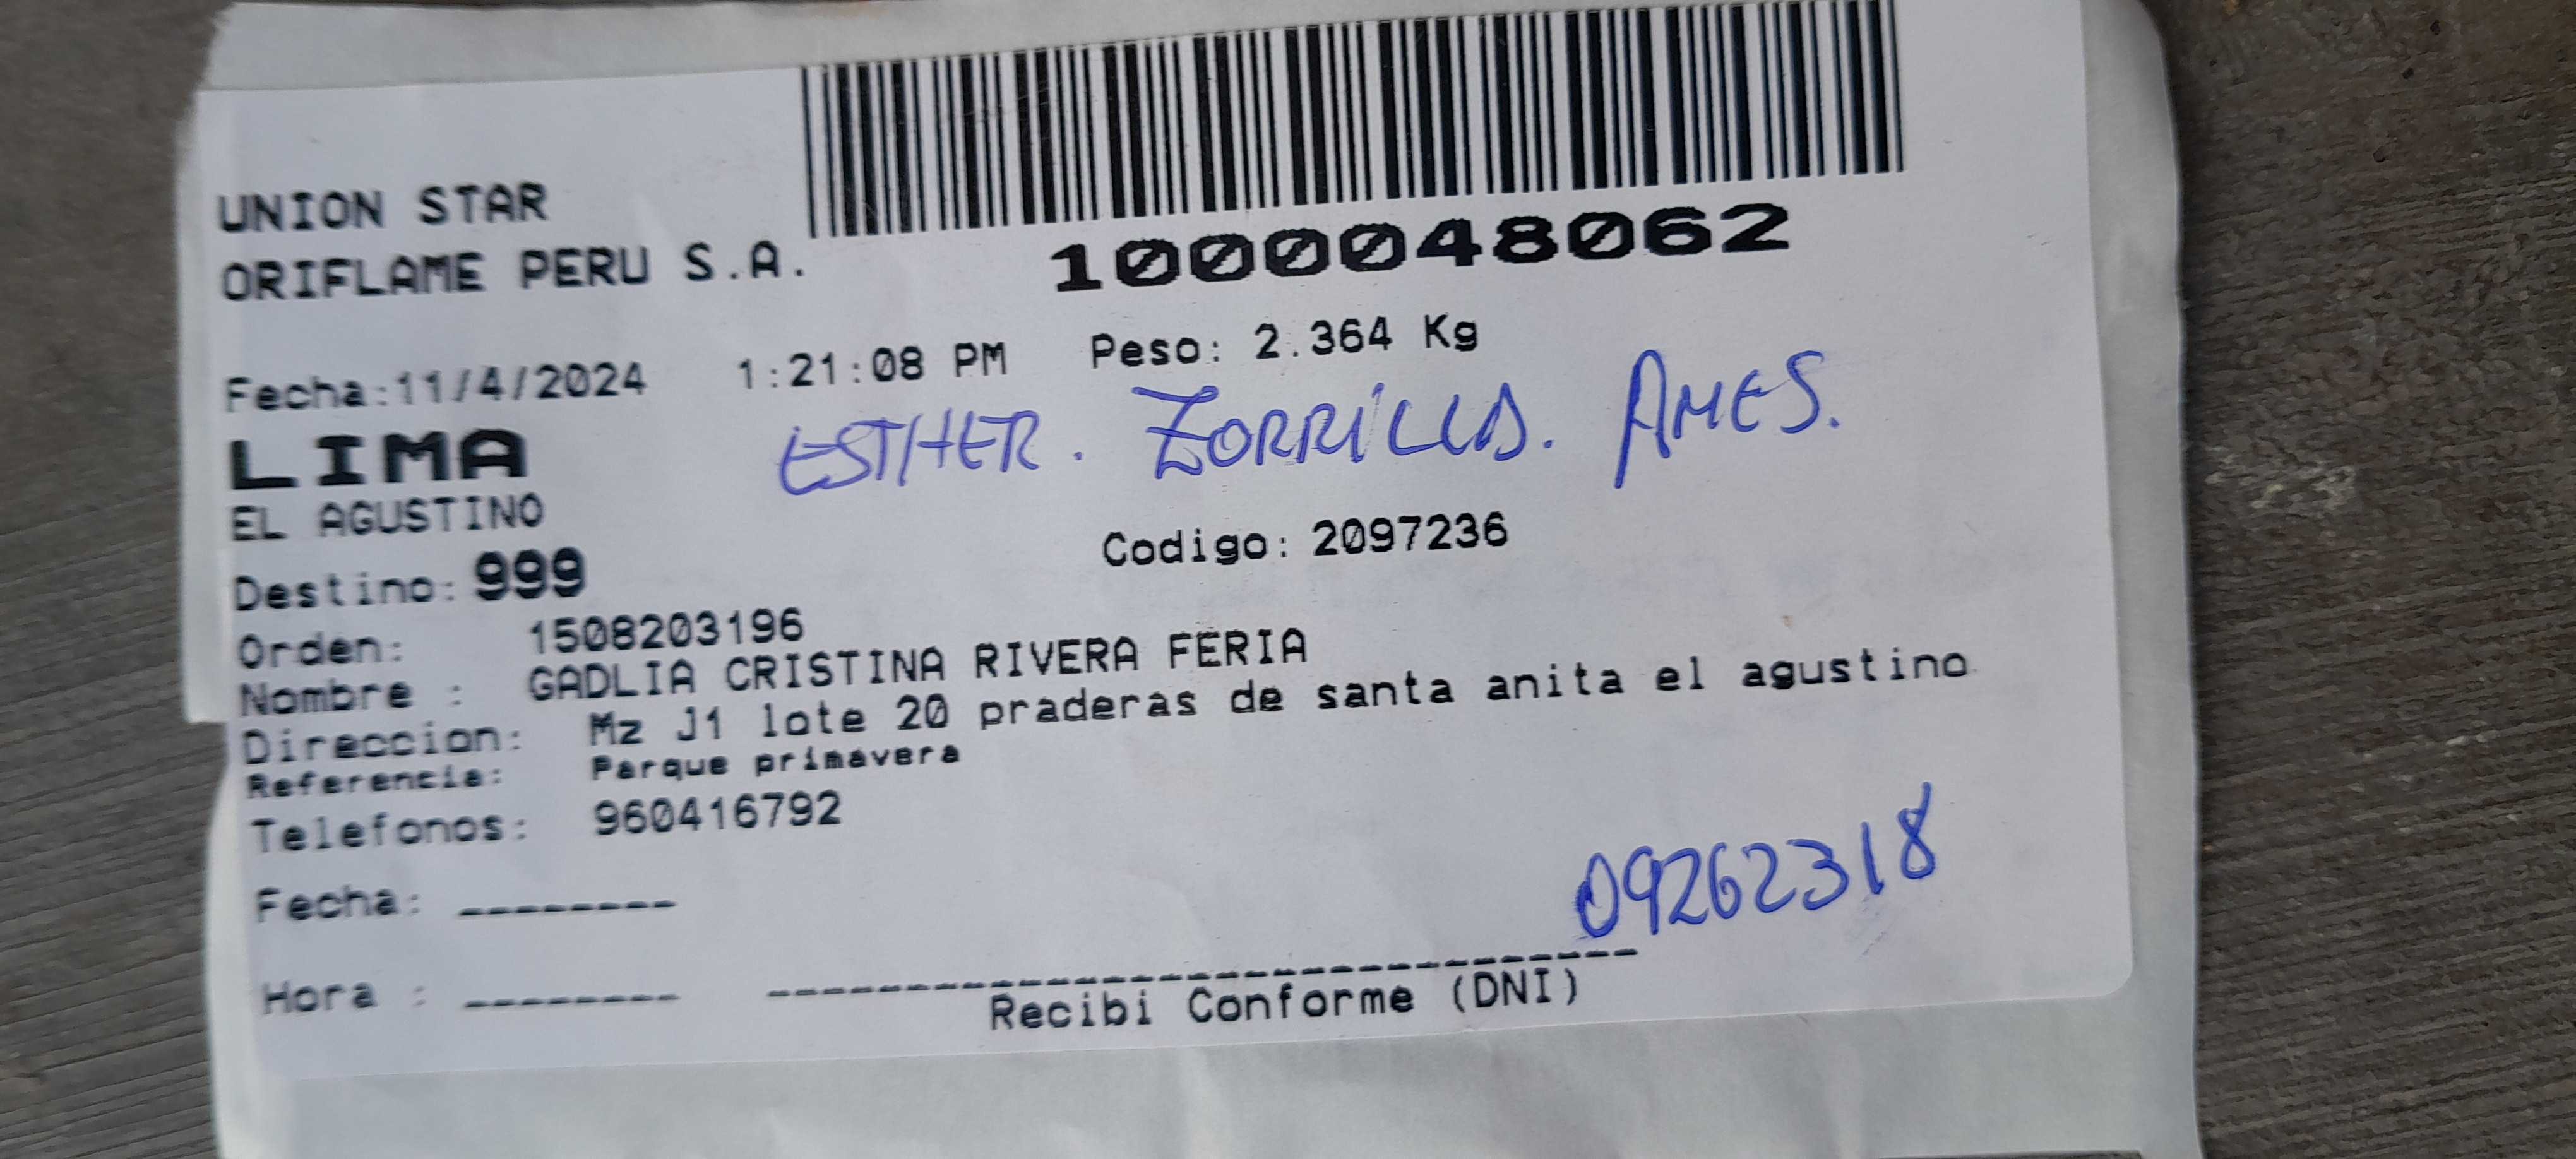 UNION STAR
ORIFLAME PERU S.A.
1000048062
Fecha:11/4/2024 1:21:08 PM Peso: 2.364 Kg
LIMA
ESTHER. ZORRILLA. AMES.
EL AGUSTINO
Codigo: 2097236
Destino: 999
Orden: 1508203196
Nombre : GADLIA CRISTINA RIVERA FERIA
Direccion: Mz J1 lote 20 praderas de santa anita el agustino
Referencia: Parque primavera
Telefonos: 960416792
09262318
Fecha: --------
Hora : --------
Recibi Conforme (DNI)